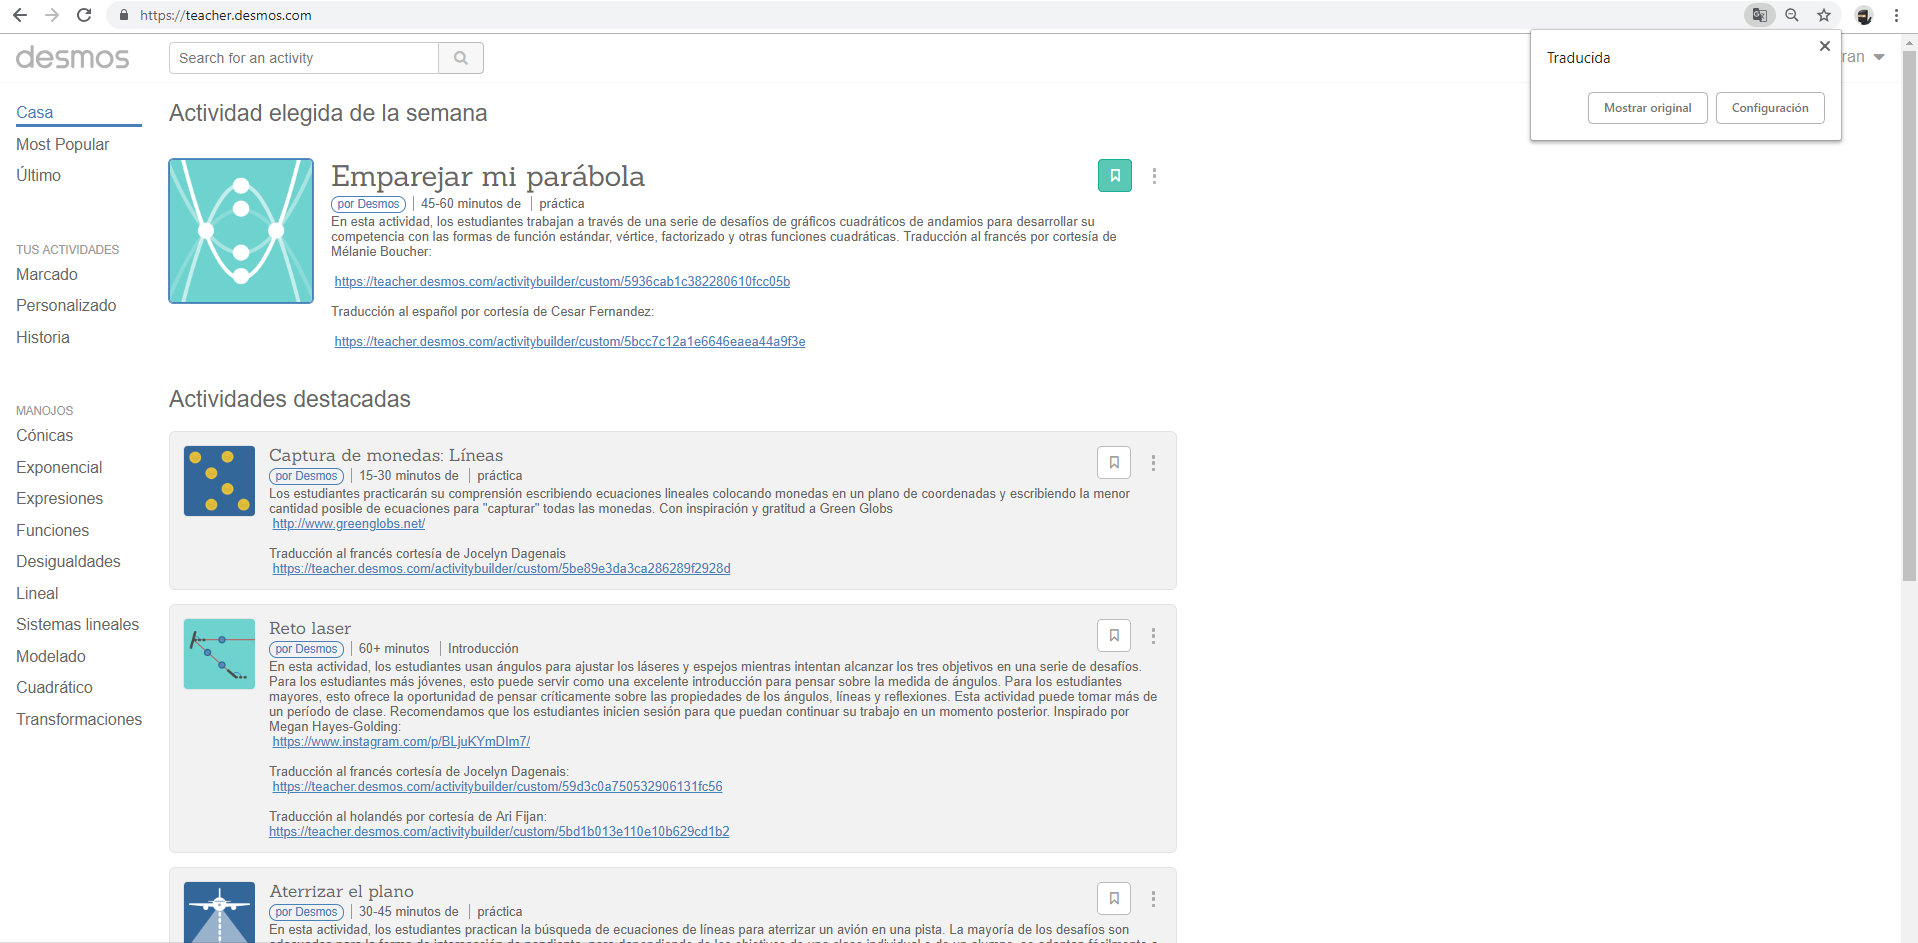 https://teacher.desmos.com
desmos
Search for an activity
Traducida
Mostrar original
Configuración
ran
Casa
Most Popular
Último
TUS ACTIVIDADES
Marcado
Personalizado
Historia
MANOJOS
Cónicas
Exponencial
Expresiones
Funciones
Desigualdades
Lineal
Sistemas lineales
Modelado
Cuadrático
Transformaciones
Actividad elegida de la semana
Emparejar mi parábola
por Desmos | 45-60 minutos de | práctica
En esta actividad, los estudiantes trabajan a través de una serie de desafíos de gráficos cuadráticos de andamios para desarrollar su
competencia con las formas de función estándar, vértice, factorizado y otras funciones cuadráticas. Traducción al francés por cortesía de
Mélanie Boucher:
https://teacher.desmos.com/activitybuilder/custom/5936cab1c382280610fcc05b
Traducción al español por cortesía de Cesar Fernandez:
https://teacher.desmos.com/activitybuilder/custom/5bcc7c12a1e6646eaea44a9f3e
Actividades destacadas
Captura de monedas: Líneas
por Desmos | 15-30 minutos de | práctica
Los estudiantes practicarán su comprensión escribiendo ecuaciones lineales colocando monedas en un plano de coordenadas y escribiendo la menor
cantidad posible de ecuaciones para "capturar" todas las monedas. Con inspiración y gratitud a Green Globs
http://www.greenglobs.net/
Traducción al francés cortesía de Jocelyn Dagenais
https://teacher.desmos.com/activitybuilder/custom/5be89e3da3ca286289f2928d
Reto laser
por Desmos | 60+ minutos | Introducción
En esta actividad, los estudiantes usan ángulos para ajustar los láseres y espejos mientras intentan alcanzar los tres objetivos en una serie de desafíos.
Para los estudiantes más jóvenes, esto puede servir como una excelente introducción para pensar sobre la medida de ángulos. Para los estudiantes
mayores, esto ofrece la oportunidad de pensar críticamente sobre las propiedades de los ángulos, líneas y reflexiones. Esta actividad puede tomar más de
un período de clase. Recomendamos que los estudiantes inicien sesión para que puedan continuar su trabajo en un momento posterior. Inspirado por
Megan Hayes-Golding:
https://www.instagram.com/p/BLjuKYmDIm7/
Traducción al francés cortesía de Jocelyn Dagenais:
https://teacher.desmos.com/activitybuilder/custom/59d3c0a750532906131fc56
Traducción al holandés por cortesía de Ari Fijan:
https://teacher.desmos.com/activitybuilder/custom/5bd1b013e110e10b629cd1b2
Aterrizar el plano
por Desmos | 30-45 minutos de | práctica
En esta actividad, los estudiantes practican la búsqueda de ecuaciones de líneas para aterrizar un avión en una pista. La mayoría de los desafíos son